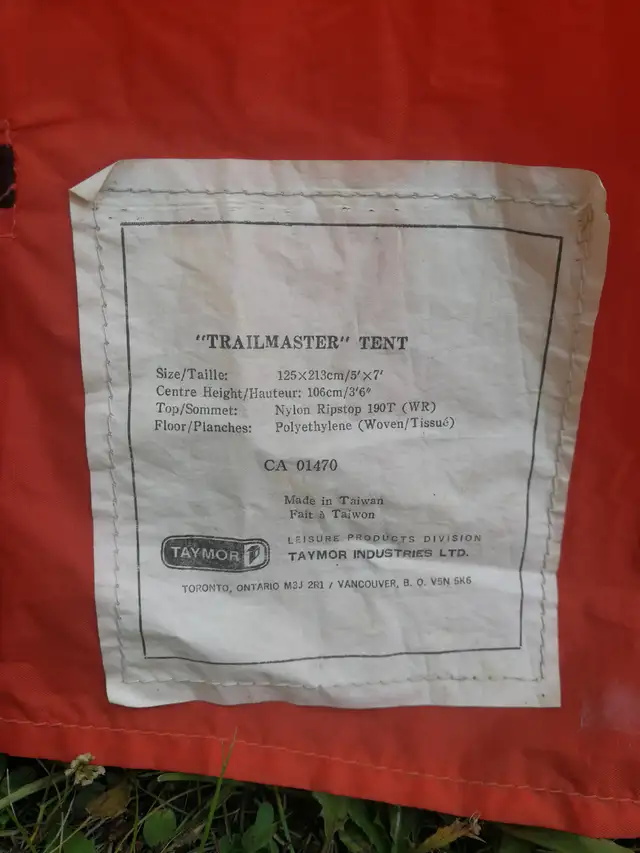 "TRAILMASTER" TENT
Size/Taille: 125×213cm/5'×7'
Centre Height/Hauteur: 106cm/3'6"
Top/Sommet: Nylon Ripstop 190T (WR)
Floor/Planches: Polyethylene (Woven/Tissué)
CA 01470
Made in Taiwan
Fait à Taiwon
TAYMOR
LEISURE PRODUCTS DIVISION
TAYMOR INDUSTRIES LTD.
TORONTO, ONTARIO M3J 2R1 / VANCOUVER, B. O. V5N 5K6